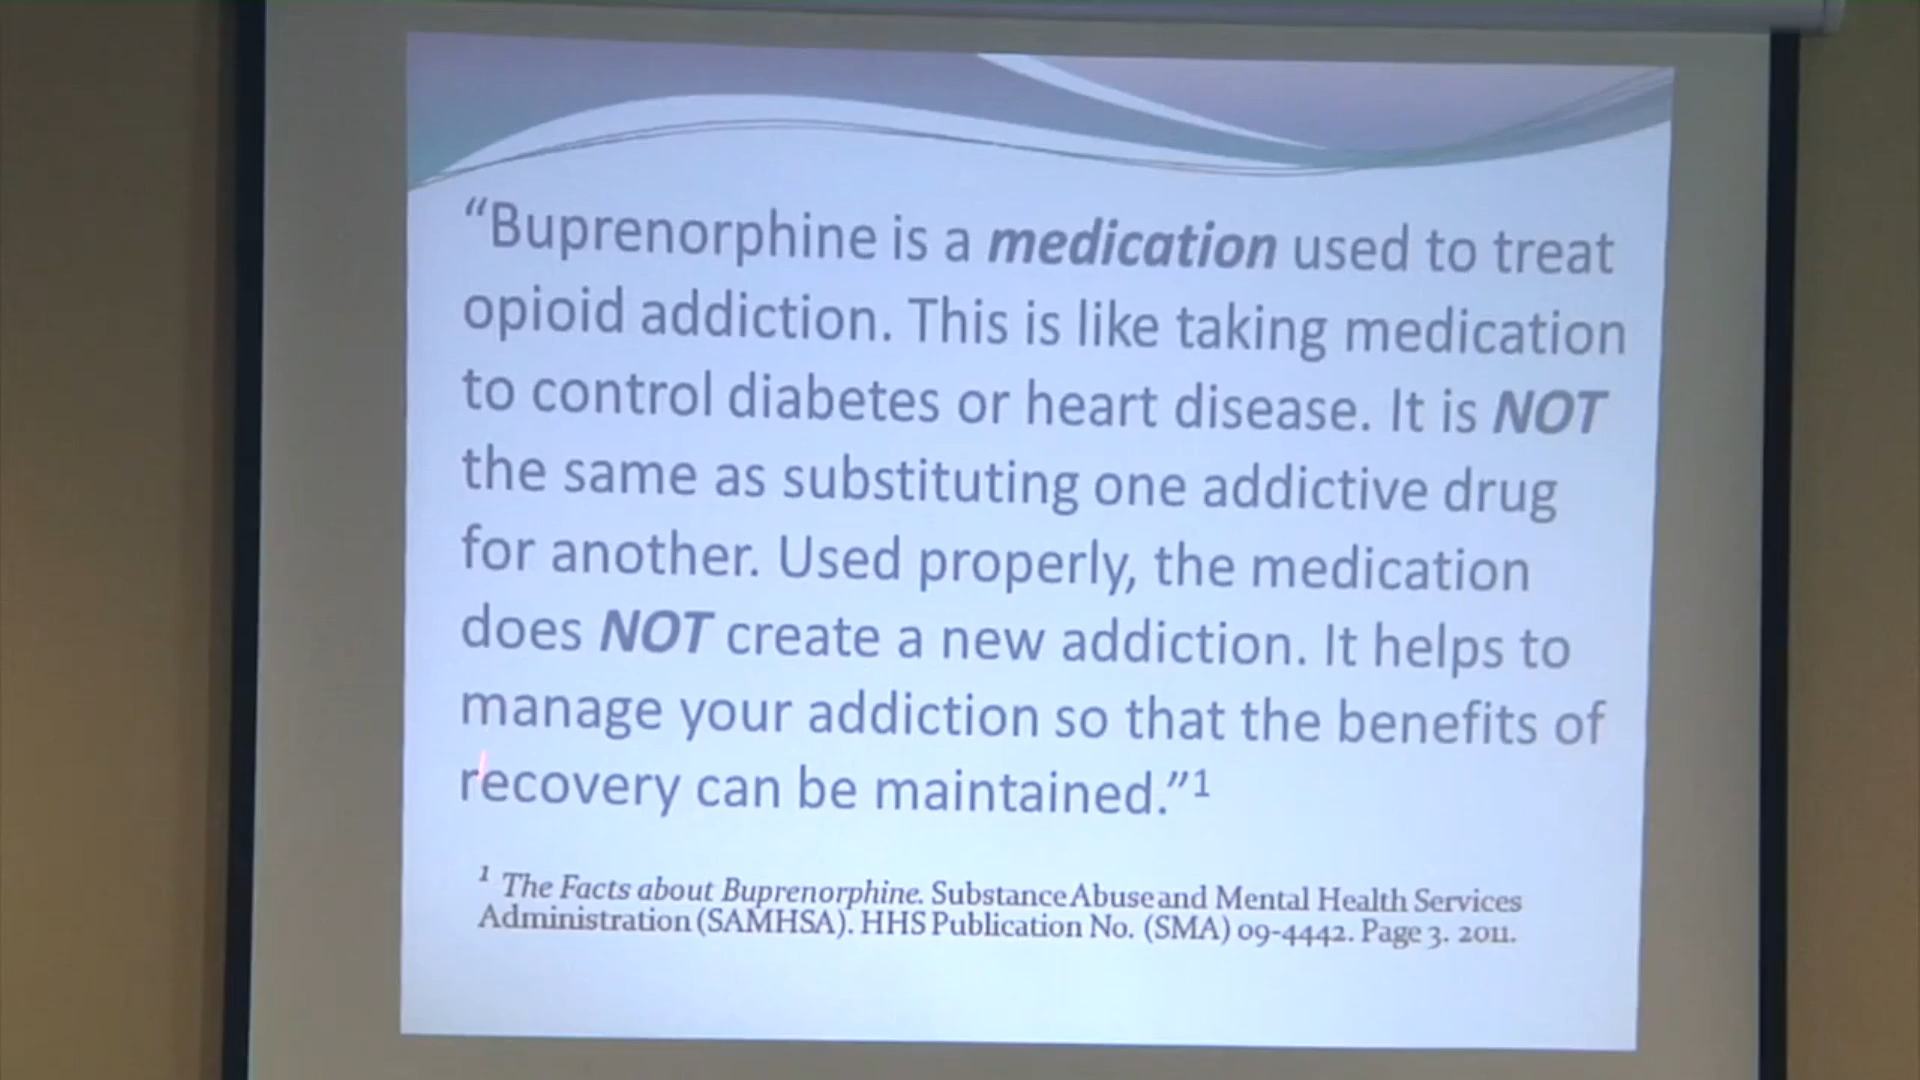 “Buprenorphine is a medication used to treat
opioid addiction. This is like taking medication
to control diabetes or heart disease. It is NOT
the same as substituting one addictive drug
for another. Used properly, the medication
does NOT create a new addiction. It helps to
manage your addiction so that the benefits of
recovery can be maintained.”1
1 The Facts about Buprenorphine. Substance Abuse and Mental Health Services
Administration (SAMHSA). HHS Publication No. (SMA) 09-4442. Page 3. 2011.